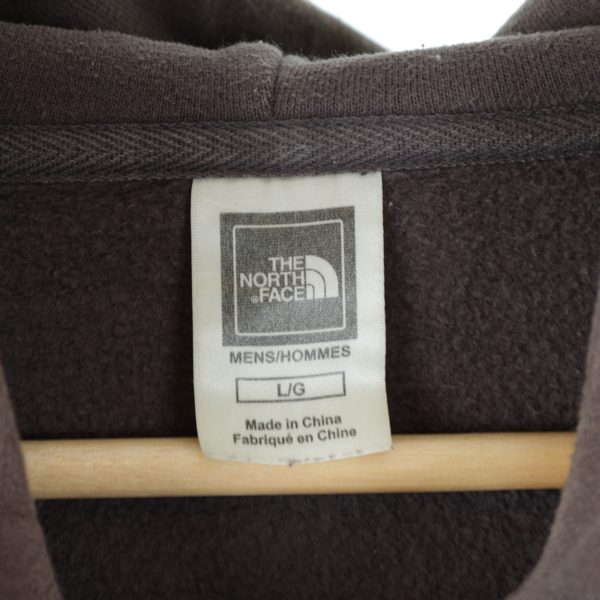 THE
NORTH
FACE
MENS/HOMMES
L/G
Made in China
Fabriqué en Chine